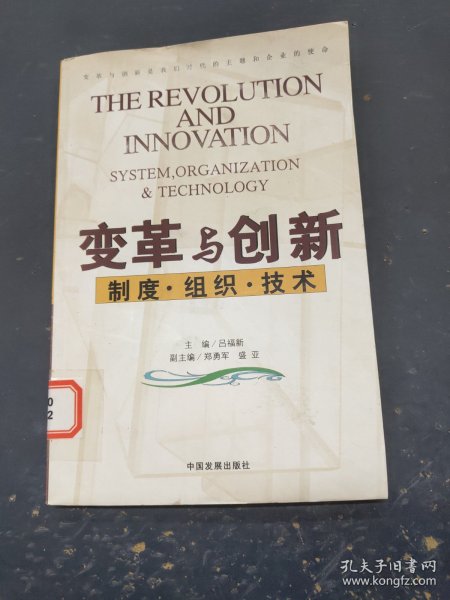 变革与创新是我们时代的主题和企业的使命
THE REVOLUTION
AND
INNOVATION
SYSTEM,ORGANIZATION
& TECHNOLOGY
变革与创新
制度·组织·技术
主 编/吕福新
副主编/郑勇军 盛 亚
中国发展出版社
0
2
孔夫子旧书网
www.kongfz.com